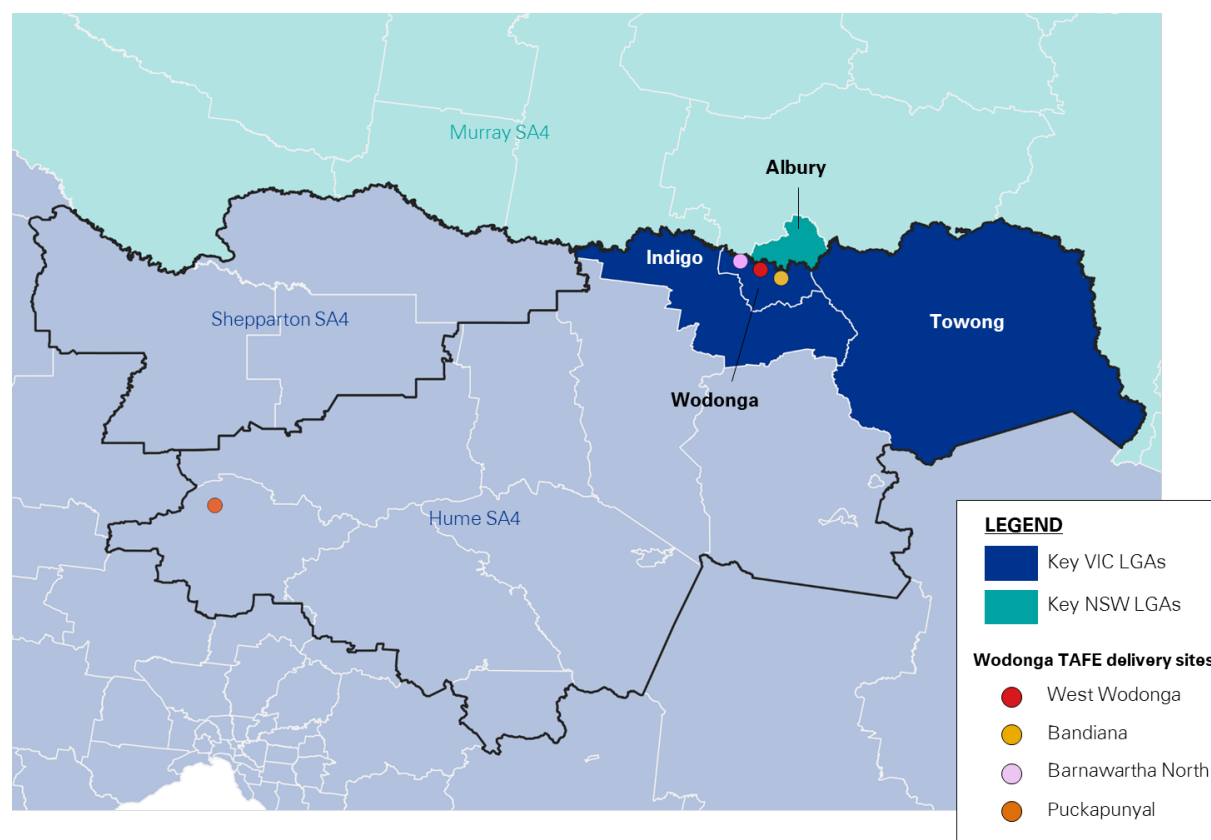 Murray SA4
Albury
Indigo
Shepparton SA4
Towong
Wodonga
Hume SA4
LEGEND
Key VIC LGAs
Key NSW LGAs
Wodonga TAFE delivery sites
West Wodonga
Bandiana
Barnawartha North
Puckapunyal